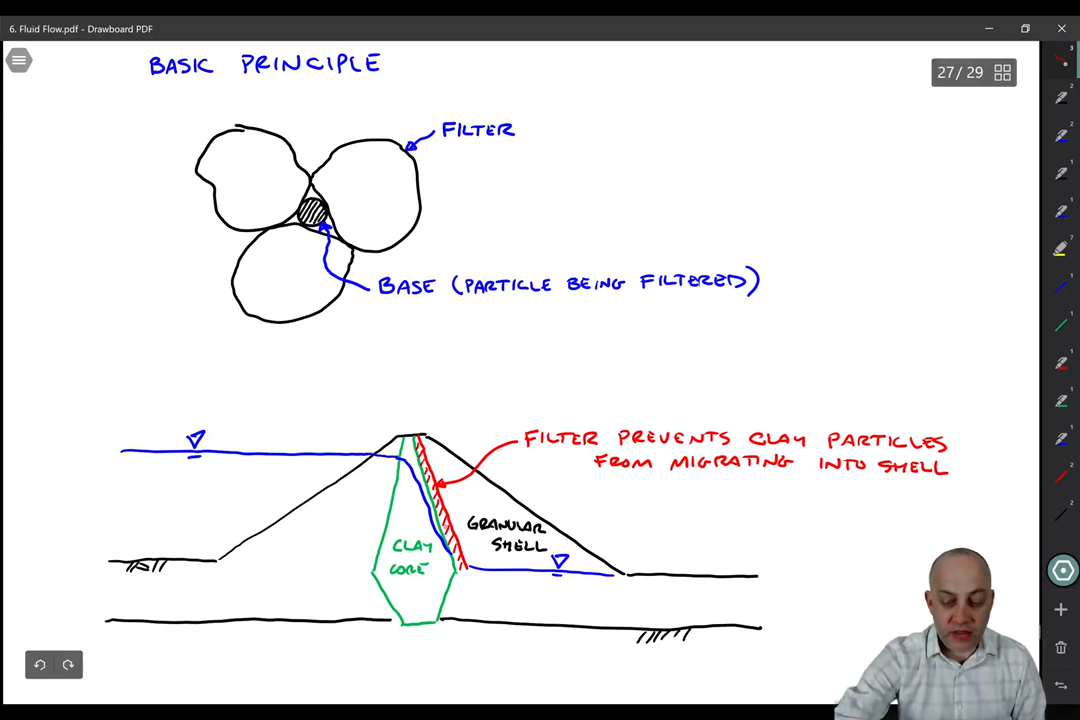 6. Fluid Flow.pdf - Drawboard PDF
BASIC PRINCIPLE
27/29
FILTER
BASE (PARTICLE BEING FILTERED)
FILTER PREVENTS CLAY PARTICLES
FROM MIGRATING INTO SHELL
GRANULAR
SHELL
CLAY
CORE